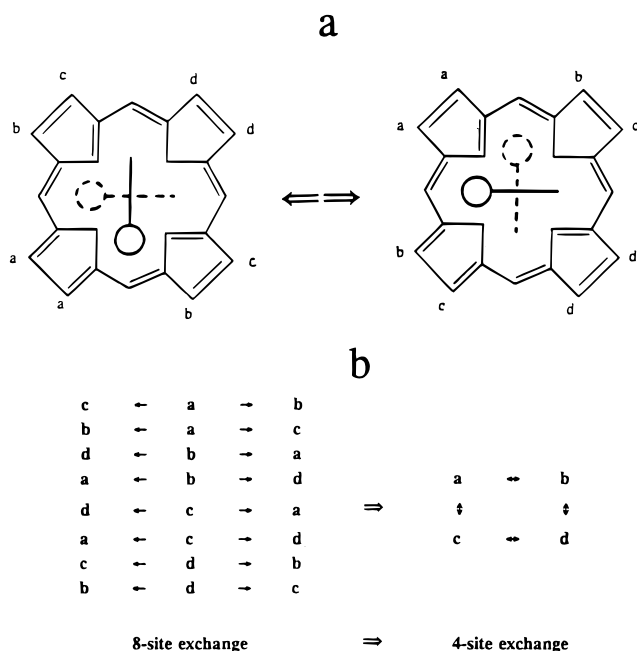 a
c d a b
b d a c
⇐⇒
a c b d
a b c d
b
c ← a → b
b ← a → c
d ← b → a
a ← b → d a ↔ b
d ← c → a ⇒ ↕ ↕
a ← c → d c ↔ d
c ← d → b
b ← d → c
8-site exchange ⇒ 4-site exchange